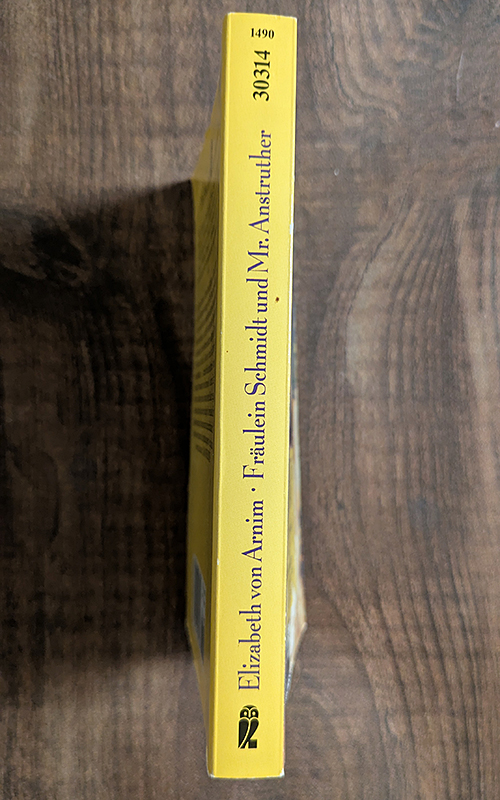 1490
30314
Elizabeth von Arnim · Fräulein Schmidt und Mr. Anstruther